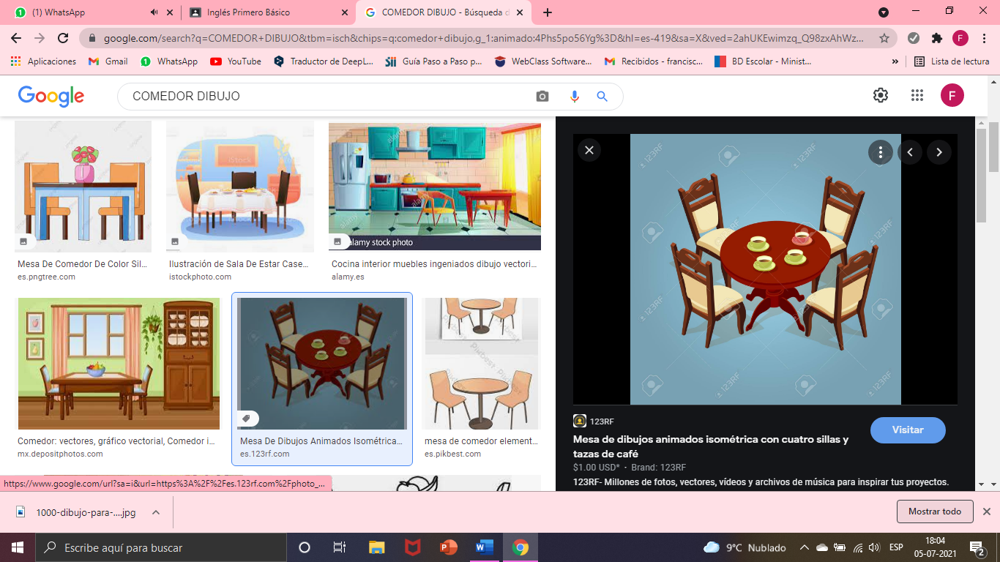 (1) WhatsApp
Inglés Primero Básico
COMEDOR DIBUJO - Búsqueda d
google.com/search?q=COMEDOR+DIBUJO&tbm=isch&chips=q:comedor+dibujo,g_1:animado:4Phs5po56Yg%3D&hl=es-419&sa=X&ved=2ahUKEwimzq_Q98zxAhWz...
F
Aplicaciones
Gmail
WhatsApp
YouTube
Traductor de DeepL...
Guía Paso a Paso p...
WebClass Software...
Recibidos - francisc...
BD Escolar - Minist...
»
Lista de lectura
Google
COMEDOR DIBUJO
F
stock
alamy
alamy stock photo
Mesa De Comedor De Color Sil...
es.pngtree.com
Ilustración de Sala De Estar Case...
istockphoto.com
Cocina interior muebles ingeniados dibujo vectori...
alamy.es
Pikbest
Mesa De Dibujos Animados Isométrica...
es.123rf.com
Comedor: vectores, gráfico vectorial, Comedor i...
mx.depositphotos.com
mesa de comedor element...
es.pikbest.com
123RF
123RF
Mesa de dibujos animados isométrica con cuatro sillas y
tazas de café
$1.00 USD* · Brand: 123RF
123RF- Millones de fotos, vectores, vídeos y archivos de música para inspirar tus proyectos.
Visitar
https://www.google.com/url?sa=i&url=https%3A%2F%2Fes.123rf.com%2Fphoto_...
1000-dibujo-para-....jpg
Mostrar todo
Escribe aquí para buscar
9°C Nublado
ESP
18:04
05-07-2021
2